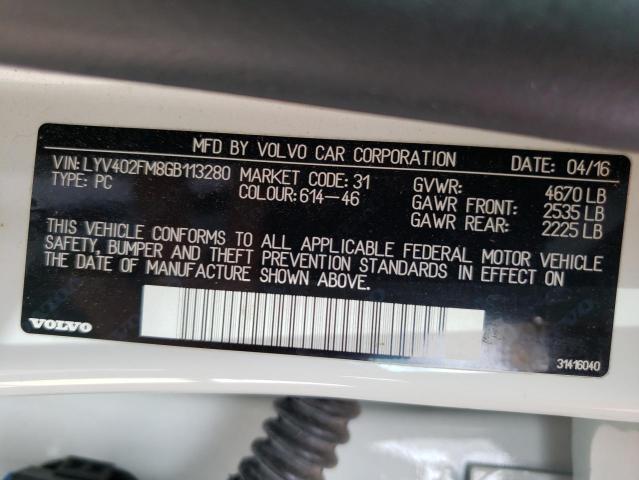 MFD BY VOLVO CAR CORPORATION DATE: 04/16
VIN: LYV402FM8GB113280 MARKET CODE: 31 GVWR: 4670 LB
TYPE: PC COLOUR: 614-46 GAWR FRONT: 2535 LB
GAWR REAR: 2225 LB
THIS VEHICLE CONFORMS TO ALL APPLICABLE FEDERAL MOTOR VEHICLE
SAFETY, BUMPER AND THEFT PREVENTION STANDARDS IN EFFECT ON
THE DATE OF MANUFACTURE SHOWN ABOVE.
VOLVO
31416040